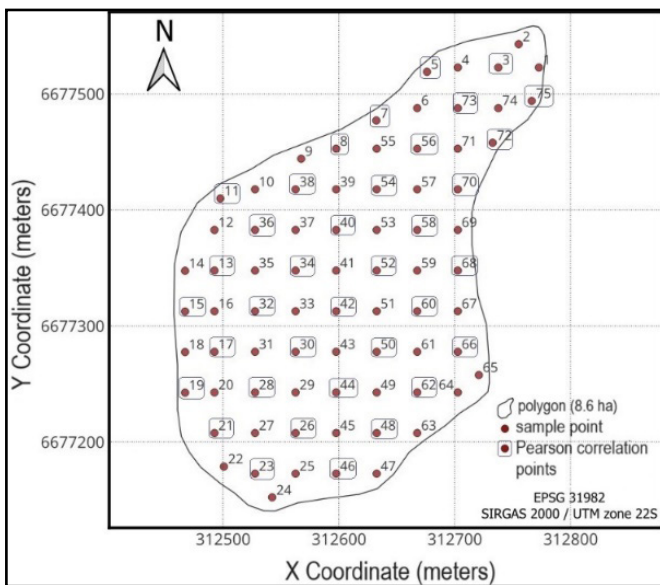 N
2
5 4 3 1
6677500
75
6 73 74
7
72
8 55 56 71
9
10 38 39 54 57 70
11
6677400
12 36 37 40 53 58 69
14 13 35 34 41 52 59 68
15 16 32 33 42 51 60 67
6677300
18 17 31 30 43 50 61 66
65
19 20 28 29 44 49 62 64
21 27 26 45 48 63
6677200
22
23 25 46 47
24
polygon (8.6 ha)
sample point
Pearson correlation
points
EPSG 31982
SIRGAS 2000 / UTM zone 22S
312500 312600 312700 312800
X Coordinate (meters)
Y Coordinate (meters)